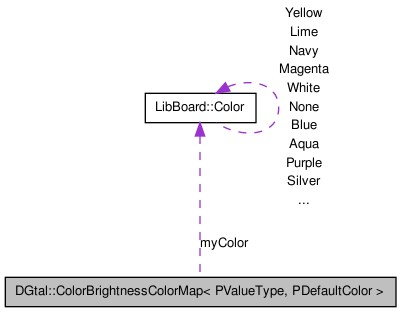 Yellow
Lime
Navy
Magenta
White
None
Blue
Aqua
Purple
Silver
...
LibBoard::Color
myColor
DGtal::ColorBrightnessColorMap< PValueType, PDefaultColor >